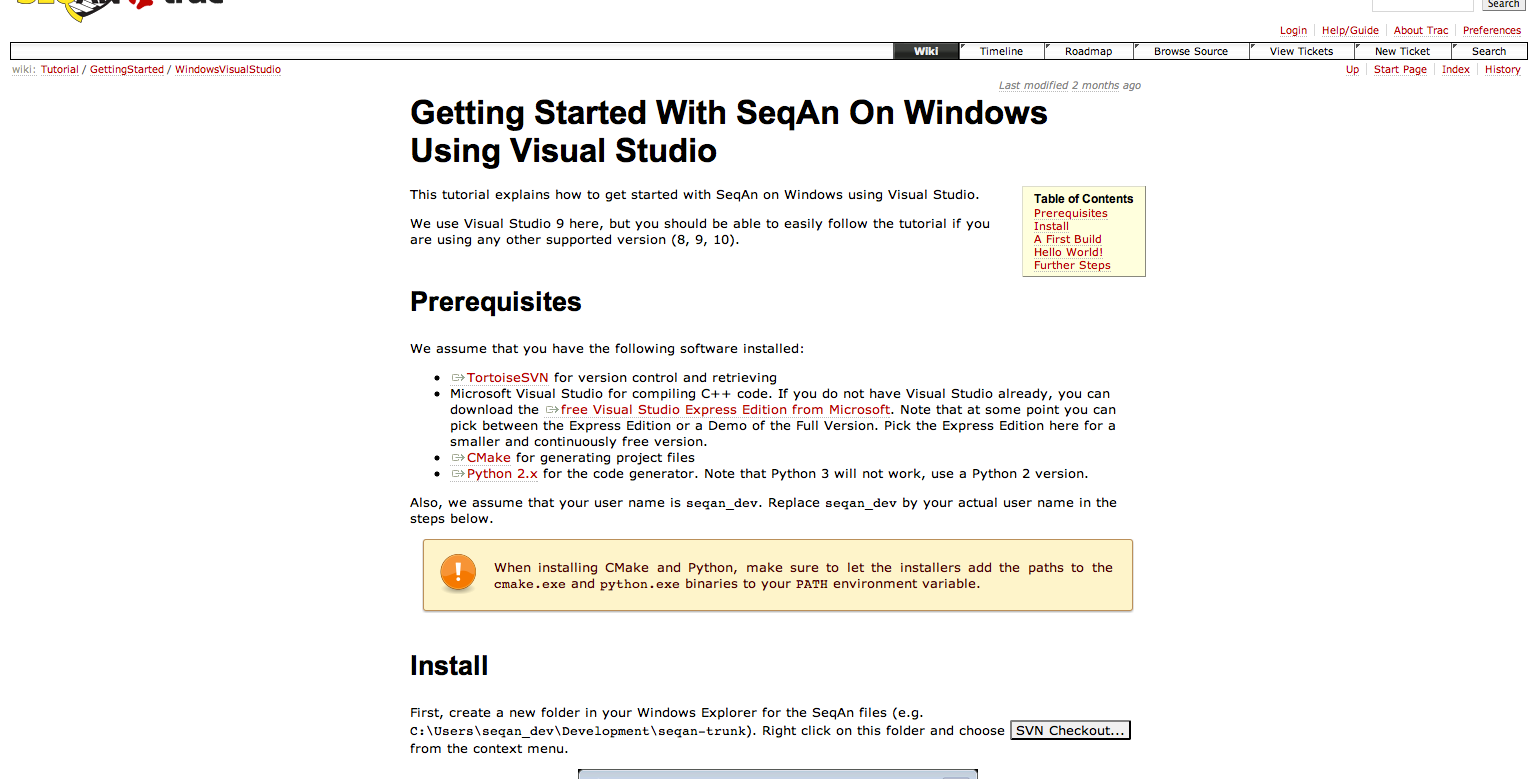 Search
Login Help/Guide About Trac Preferences
Wiki Timeline Roadmap Browse Source View Tickets New Ticket Search
wiki: Tutorial / GettingStarted / WindowsVisualStudio
Up Start Page Index History
Last modified 2 months ago
Getting Started With SeqAn On Windows
Using Visual Studio
This tutorial explains how to get started with SeqAn on Windows using Visual Studio.
We use Visual Studio 9 here, but you should be able to easily follow the tutorial if you
are using any other supported version (8, 9, 10).
Table of Contents
Prerequisites
Install
A First Build
Hello World!
Further Steps
Prerequisites
We assume that you have the following software installed:
• TortoiseSVN for version control and retrieving
• Microsoft Visual Studio for compiling C++ code. If you do not have Visual Studio already, you can
download the free Visual Studio Express Edition from Microsoft. Note that at some point you can
pick between the Express Edition or a Demo of the Full Version. Pick the Express Edition here for a
smaller and continuously free version.
• CMake for generating project files
• Python 2.x for the code generator. Note that Python 3 will not work, use a Python 2 version.
Also, we assume that your user name is seqan_dev. Replace seqan_dev by your actual user name in the
steps below.
When installing CMake and Python, make sure to let the installers add the paths to the
cmake.exe and python.exe binaries to your PATH environment variable.
Install
First, create a new folder in your Windows Explorer for the SeqAn files (e.g.
C:\Users\seqan_dev\Development\seqan-trunk). Right click on this folder and choose SVN Checkout...
from the context menu.